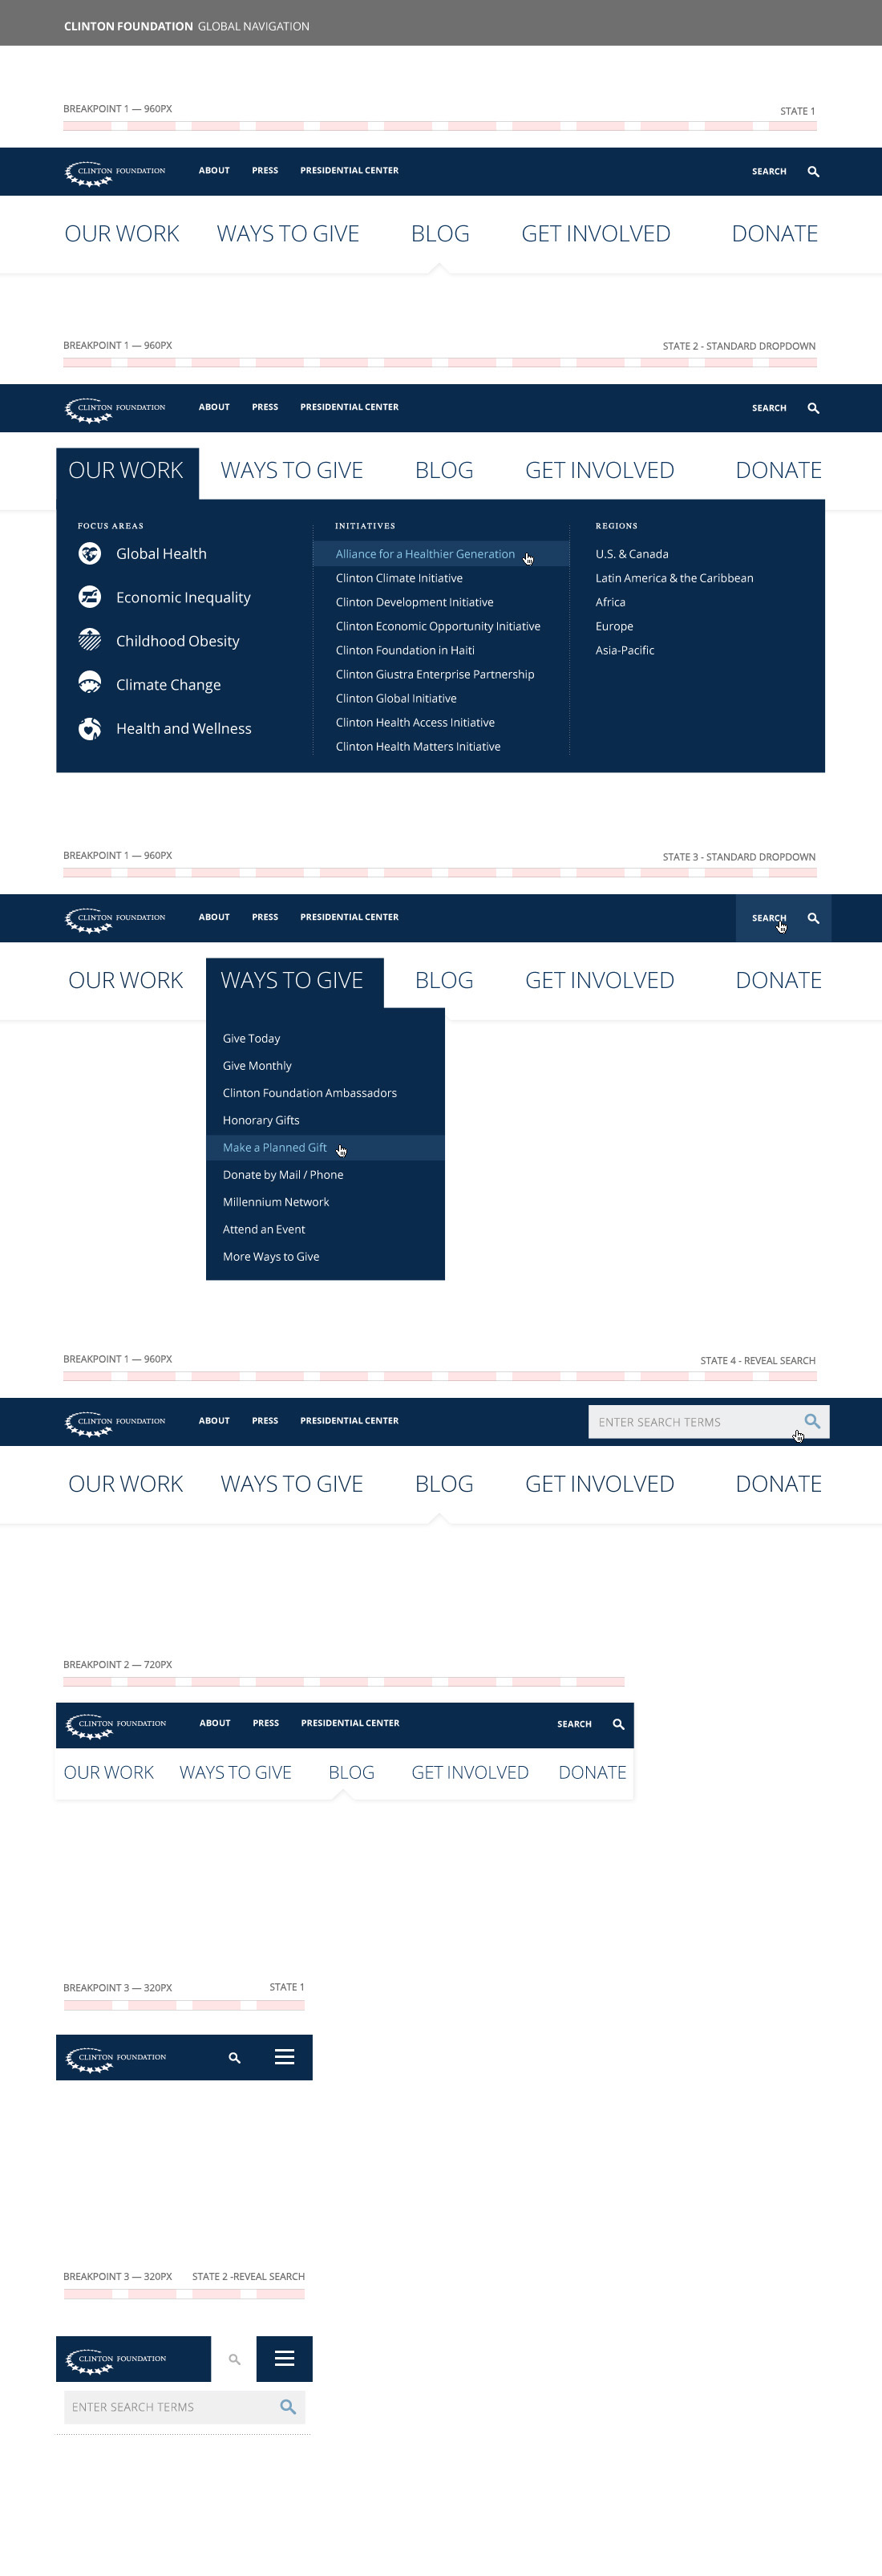 CLINTON FOUNDATION GLOBAL NAVIGATION
BREAKPOINT 1 — 960PX STATE 1
CLINTON FOUNDATION ABOUT PRESS PRESIDENTIAL CENTER SEARCH
OUR WORK WAYS TO GIVE BLOG GET INVOLVED DONATE
BREAKPOINT 1 — 960PX STATE 2 - STANDARD DROPDOWN
CLINTON FOUNDATION ABOUT PRESS PRESIDENTIAL CENTER SEARCH
OUR WORK WAYS TO GIVE BLOG GET INVOLVED DONATE
FOCUS AREAS
Global Health
Economic Inequality
Childhood Obesity
Climate Change
Health and Wellness
INITIATIVES
Alliance for a Healthier Generation
Clinton Climate Initiative
Clinton Development Initiative
Clinton Economic Opportunity Initiative
Clinton Foundation in Haiti
Clinton Giustra Enterprise Partnership
Clinton Global Initiative
Clinton Health Access Initiative
Clinton Health Matters Initiative
REGIONS
U.S. & Canada
Latin America & the Caribbean
Africa
Europe
Asia-Pacific
BREAKPOINT 1 — 960PX STATE 3 - STANDARD DROPDOWN
CLINTON FOUNDATION ABOUT PRESS PRESIDENTIAL CENTER SEARCH
OUR WORK WAYS TO GIVE BLOG GET INVOLVED DONATE
Give Today
Give Monthly
Clinton Foundation Ambassadors
Honorary Gifts
Make a Planned Gift
Donate by Mail / Phone
Millennium Network
Attend an Event
More Ways to Give
BREAKPOINT 1 — 960PX STATE 4 - REVEAL SEARCH
CLINTON FOUNDATION ABOUT PRESS PRESIDENTIAL CENTER ENTER SEARCH TERMS
OUR WORK WAYS TO GIVE BLOG GET INVOLVED DONATE
BREAKPOINT 2 — 720PX
CLINTON FOUNDATION ABOUT PRESS PRESIDENTIAL CENTER SEARCH
OUR WORK WAYS TO GIVE BLOG GET INVOLVED DONATE
BREAKPOINT 3 — 320PX STATE 1
CLINTON FOUNDATION
BREAKPOINT 3 — 320PX STATE 2 -REVEAL SEARCH
CLINTON FOUNDATION
ENTER SEARCH TERMS